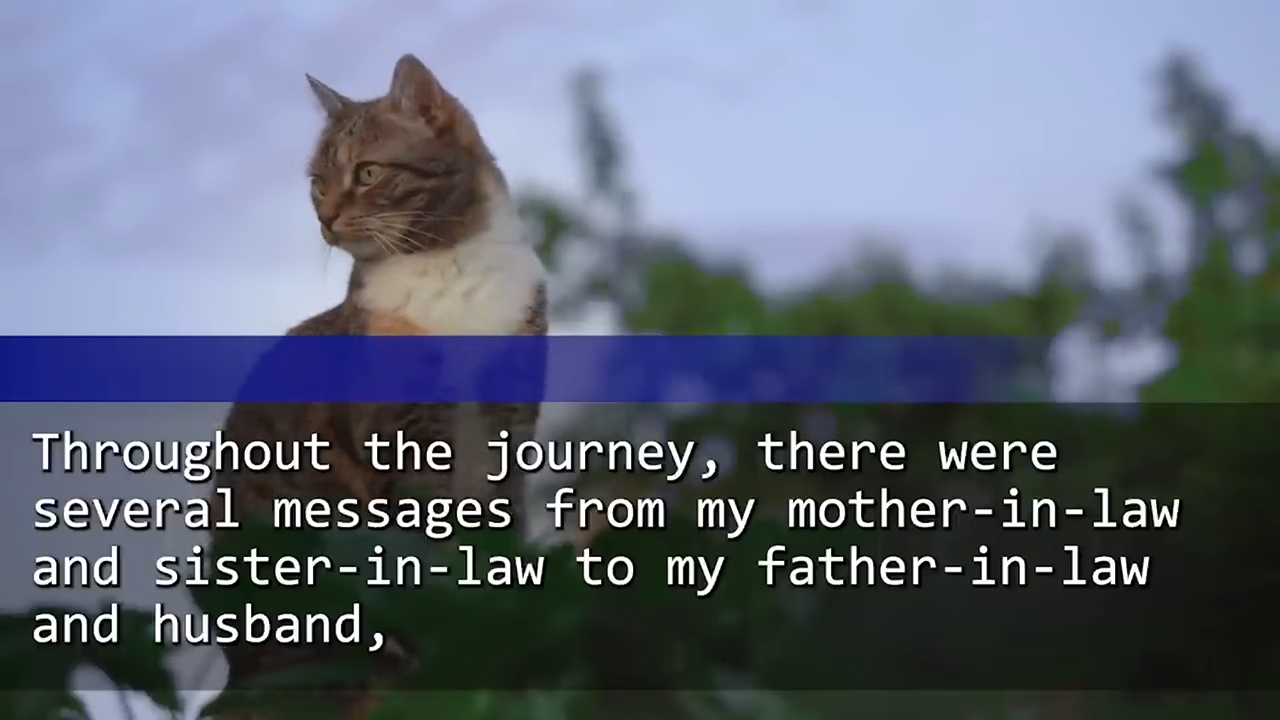 Throughout the journey, there were
several messages from my mother-in-law
and sister-in-law to my father-in-law
and husband,